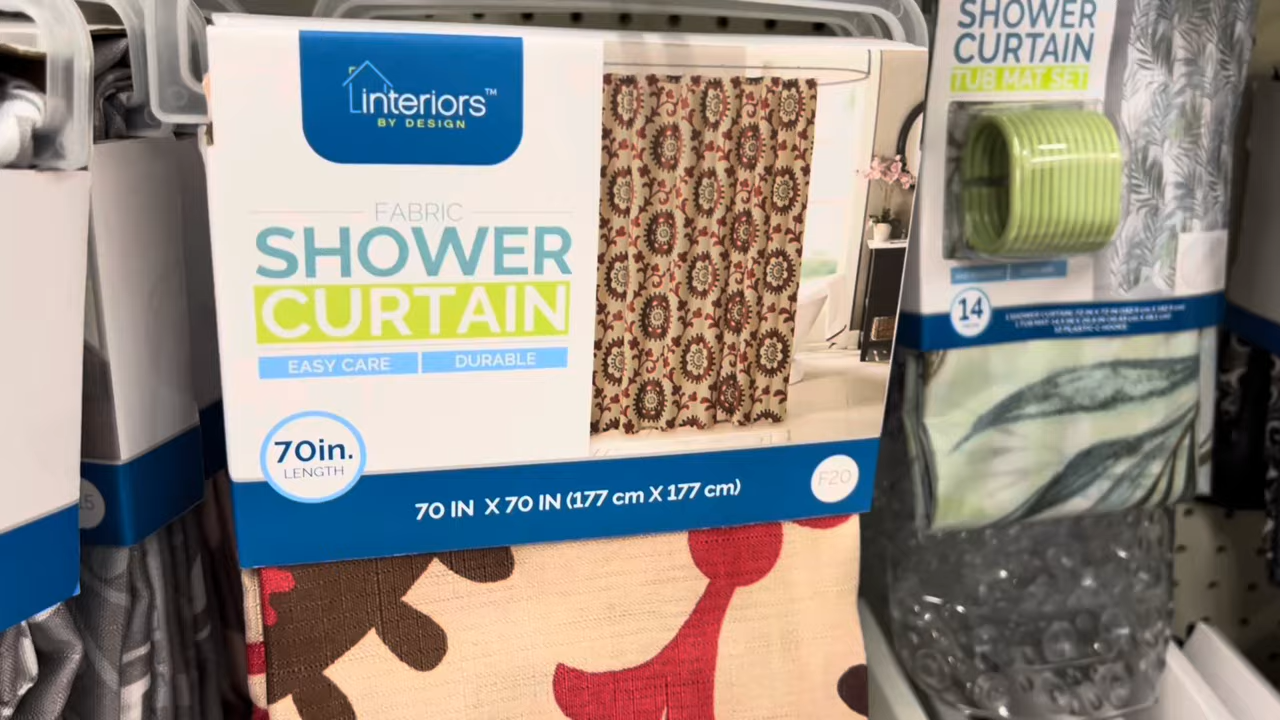 interiors™
BY DESIGN
FABRIC
SHOWER
CURTAIN
EASY CARE
DURABLE
70in.
LENGTH
70 IN X 70 IN (177 cm X 177 cm)
F20
SHOWER
CURTAIN
TUB MAT SET
14